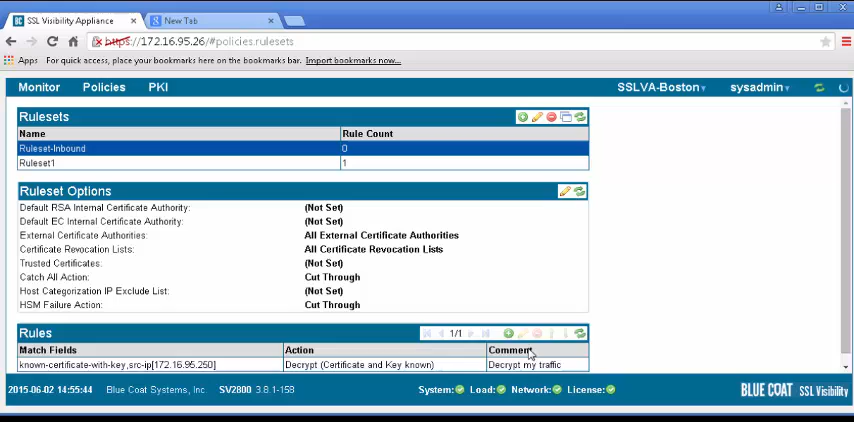 SSL Visibility Appliance
New Tab
https://172.16.95.26/#policies.rulesets
Apps For quick access, place your bookmarks here on the bookmarks bar. Import bookmarks now...
Monitor Policies PKI SSLVA-Boston sysadmin
Rulesets
Name Rule Count
Ruleset-Inbound 0
Ruleset1 1
Ruleset Options
Default RSA Internal Certificate Authority: (Not Set)
Default EC Internal Certificate Authority: (Not Set)
External Certificate Authorities: All External Certificate Authorities
Certificate Revocation Lists: All Certificate Revocation Lists
Trusted Certificates: (Not Set)
Catch All Action: Cut Through
Host Categorization IP Exclude List: (Not Set)
HSM Failure Action: Cut Through
Rules 1/1
Match Fields Action Comment
known-certificate-with-key,src-ip[172.16.95.250] Decrypt (Certificate and Key known) Decrypt my traffic
2015-06-02 14:55:44 Blue Coat Systems, Inc. SV2800 3.8.1-158 System: Load: Network: License: BLUE COAT SSL Visibility